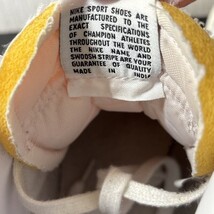 NIKE SPORT SHOES ARE
MANUFACTURED TO THE
EXACT SPECIFICATIONS
OF CHAMPION ATHLETES
THROUGHOUT THE WORLD
THE NIKE NAME AND
SWOOSH STRIPE ARE YOUR
GUARANTEE OF QUALITY
MADE IN INDIA